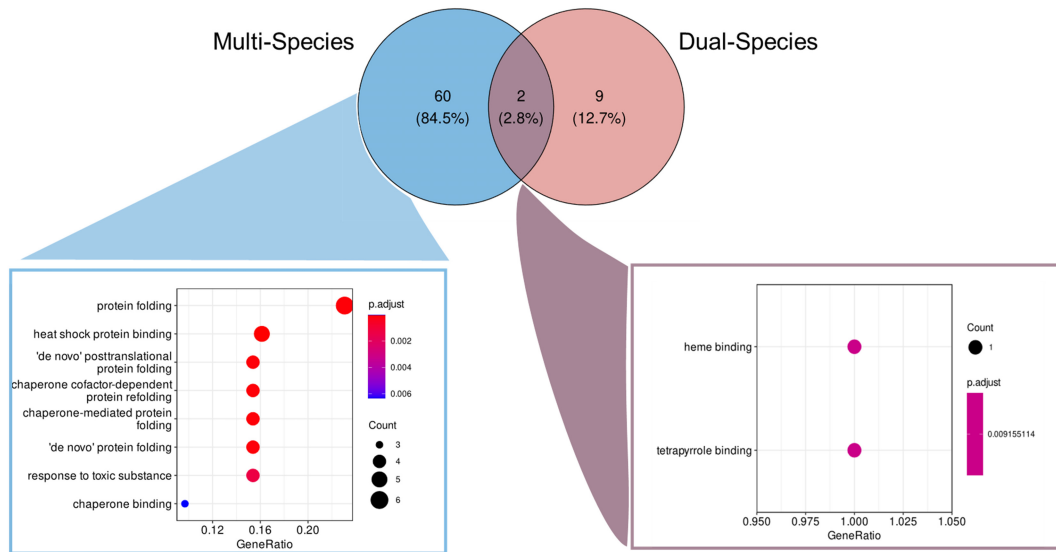 Multi-Species
Dual-Species
60
(84.5%)
2
(2.8%)
9
(12.7%)
protein folding
heat shock protein binding
'de novo' posttranslational
protein folding
chaperone cofactor-dependent
protein refolding
chaperone-mediated protein
folding
'de novo' protein folding
response to toxic substance
chaperone binding
0.12
0.16
0.20
GeneRatio
p.adjust
0.002
0.004
0.006
Count
3
4
5
6
heme binding
tetrapyrrole binding
0.950
0.975
1.000
1.025
1.050
GeneRatio
Count
1
p.adjust
0.009155114